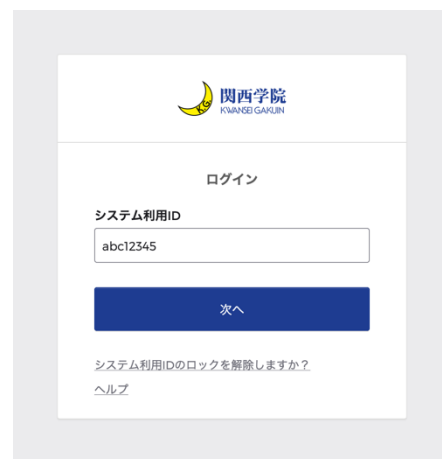 KG
関西学院
KWANSEI GAKUIN
ログイン
システム利用ID
abc12345
次へ
システム利用IDのロックを解除しますか？
ヘルプ